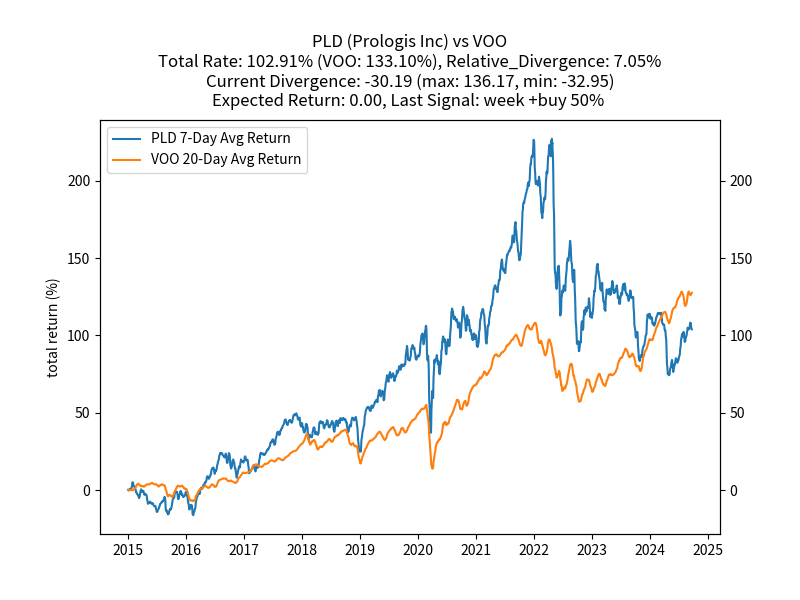 PLD (Prologis Inc) vs VOO
Total Rate: 102.91% (VOO: 133.10%), Relative_Divergence: 7.05%
Current Divergence: -30.19 (max: 136.17, min: -32.95)
Expected Return: 0.00, Last Signal: week +buy 50%
PLD 7-Day Avg Return
VOO 20-Day Avg Return
total return (%)
200 200
150 150
100 100
50 50
0 0
2015 2016 2017 2018 2019 2020 2021 2022 2023 2024 2025